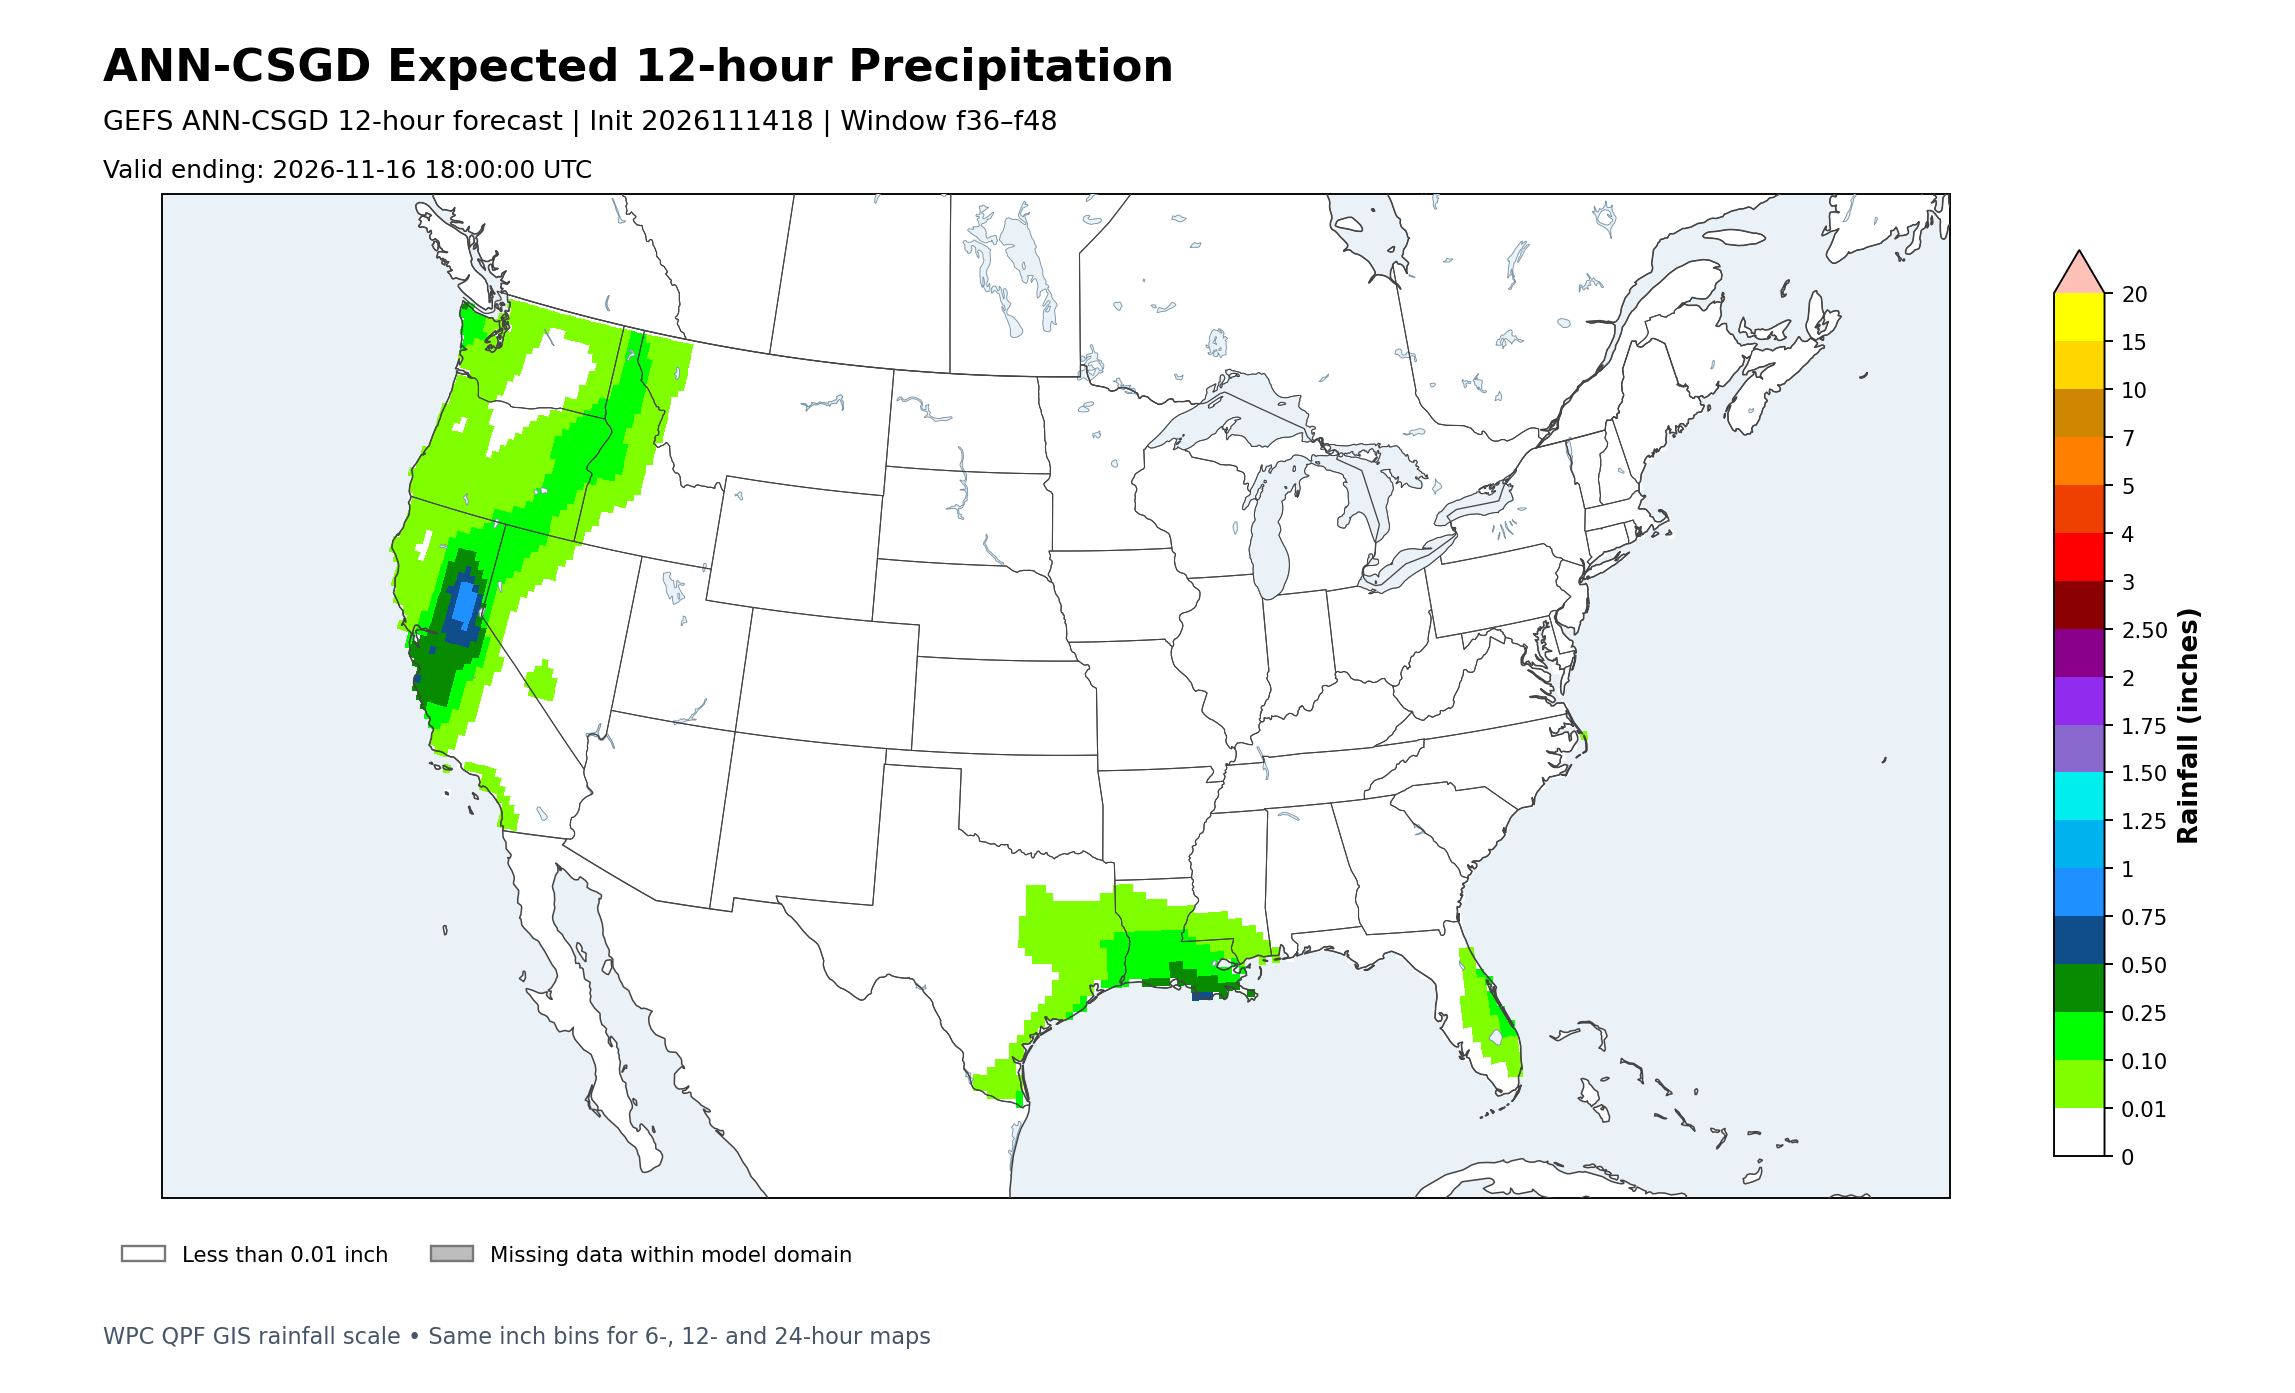 ANN-CSGD Expected 12-hour Precipitation
GEFS ANN-CSGD 12-hour forecast | Init 2026111418 | Window f36–f48
Valid ending: 2026-11-16 18:00:00 UTC
20
15
10
7
5
4
3
2.50
2
1.75
1.50
1.25
1
0.75
0.50
0.25
0.10
0.01
0
Rainfall (inches)
Less than 0.01 inch
Missing data within model domain
WPC QPF GIS rainfall scale • Same inch bins for 6-, 12- and 24-hour maps